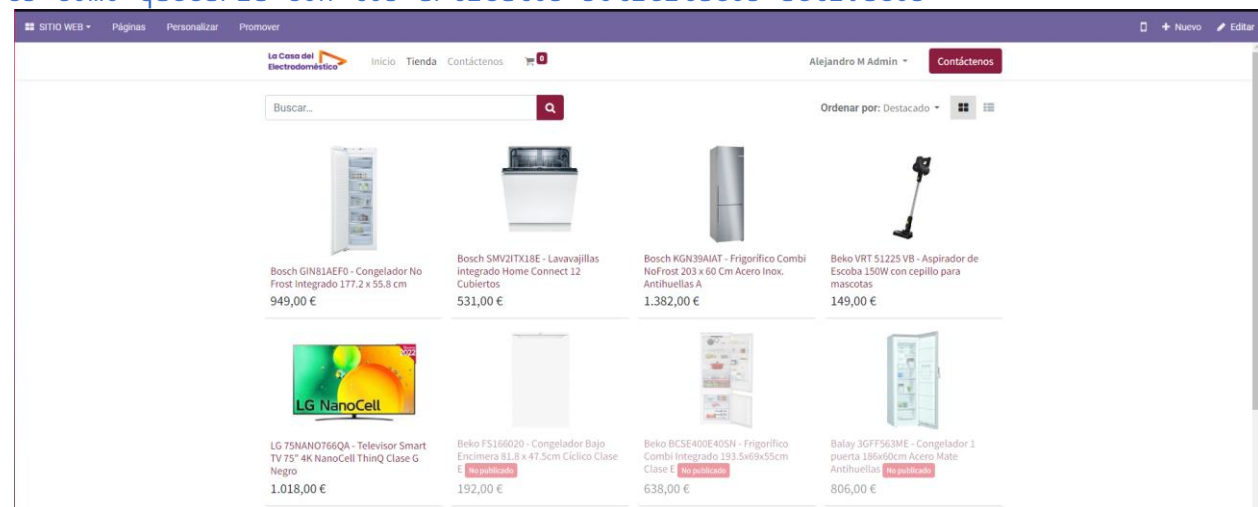 SITIO WEB Páginas Personalizar Promover Nuevo Editar
La Casa del
Electrodoméstico
Inicio Tienda Contáctenos 0 Alejandro M Admin Contáctenos
Buscar... Ordenar por: Destacado
Bosch GIN81AEF0 - Congelador No
Frost Integrado 177.2 x 55.8 cm
949,00 €
Bosch SMV2ITX18E - Lavavajillas
integrado Home Connect 12
Cubiertos
531,00 €
Bosch KGN39AIAT - Frigorífico Combi
NoFrost 203 x 60 Cm Acero Inox.
Antihuellas A
1.382,00 €
Beko VRT 51225 VB - Aspirador de
Escoba 150W con cepillo para
mascotas
149,00 €
LG NanoCell
LG 75NANO766QA - Televisor Smart
TV 75" 4K NanoCell ThinQ Clase G
Negro
1.018,00 €
Beko FS166020 - Congelador Bajo
Encimera 81.8 x 47.5cm Cíclico Clase
E No publicado
192,00 €
Beko BCSE400E40SN - Frigorífico
Combi Integrado 193.5x69x55cm
Clase E No publicado
638,00 €
Balay 3GFF563ME - Congelador 1
puerta 186x60cm Acero Mate
Antihuellas No publicado
806,00 €